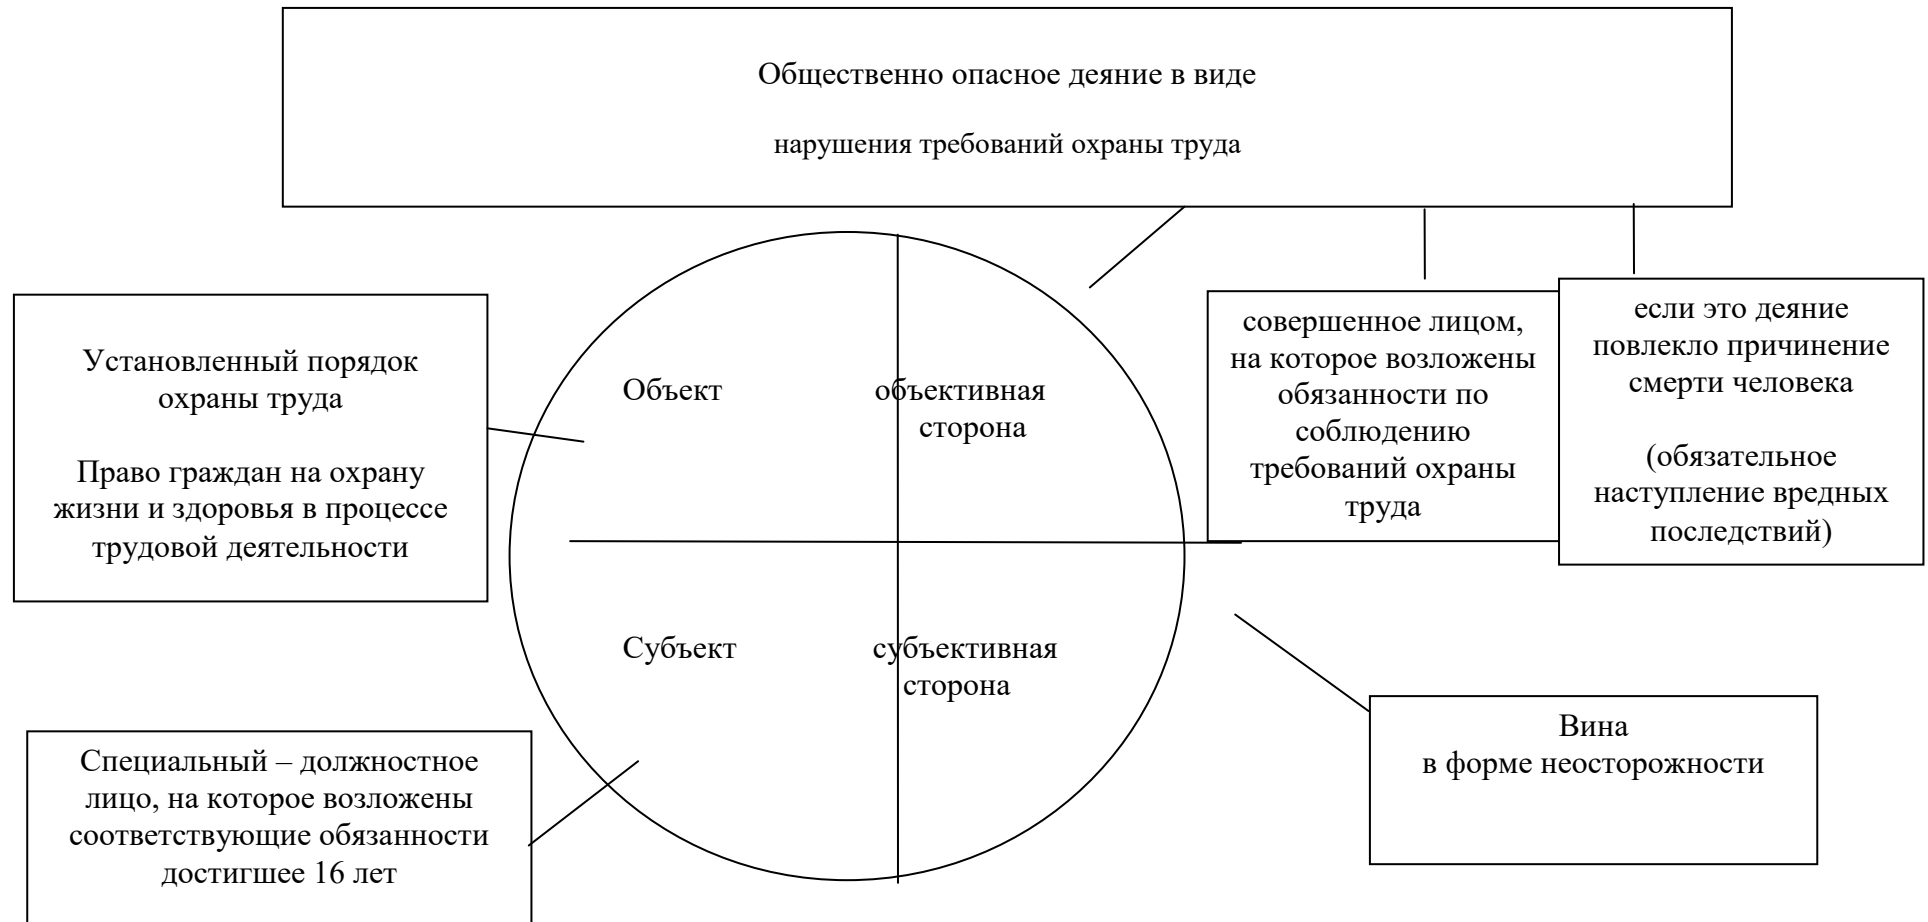 Общественно опасное деяние в виде
нарушения требований охраны труда
Установленный порядок
охраны труда
Право граждан на охрану
жизни и здоровья в процессе
трудовой деятельности
Объект
объективная
сторона
совершенное лицом,
на которое возложены
обязанности по
соблюдению
требований охраны
труда
если это деяние
повлекло причинение
смерти человека
(обязательное
наступление вредных
последствий)
Субъект
субъективная
сторона
Специальный – должностное
лицо, на которое возложены
соответствующие обязанности
достигшее 16 лет
Вина
в форме неосторожности